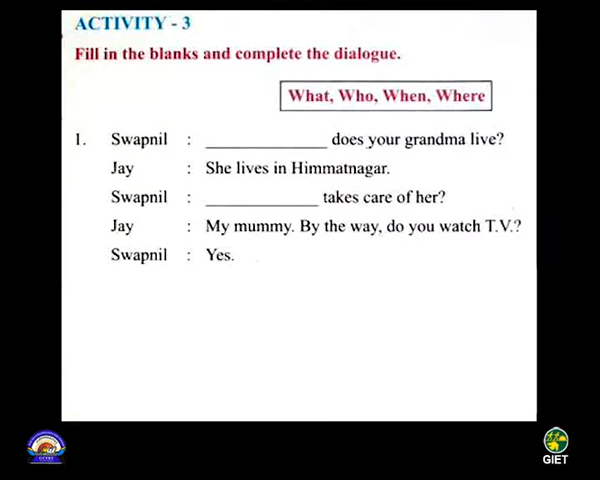 ACTIVITY - 3
Fill in the blanks and complete the dialogue.
What, Who, When, Where
1. Swapnil : ______________ does your grandma live?
Jay : She lives in Himmatnagar.
Swapnil : ______________ takes care of her?
Jay : My mummy. By the way, do you watch T.V.?
Swapnil : Yes.
GIET